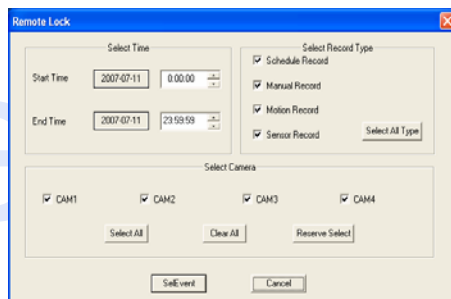 Remote Lock
Select Time
Start Time 2007-07-11 0:00:00
End Time 2007-07-11 23:59:59
Select Record Type
Schedule Record
Manual Record
Motion Record
Sensor Record
Select All Type
Select Camera
CAM1 CAM2 CAM3 CAM4
Select All Clear All Reserve Select
SelEvent Cancel